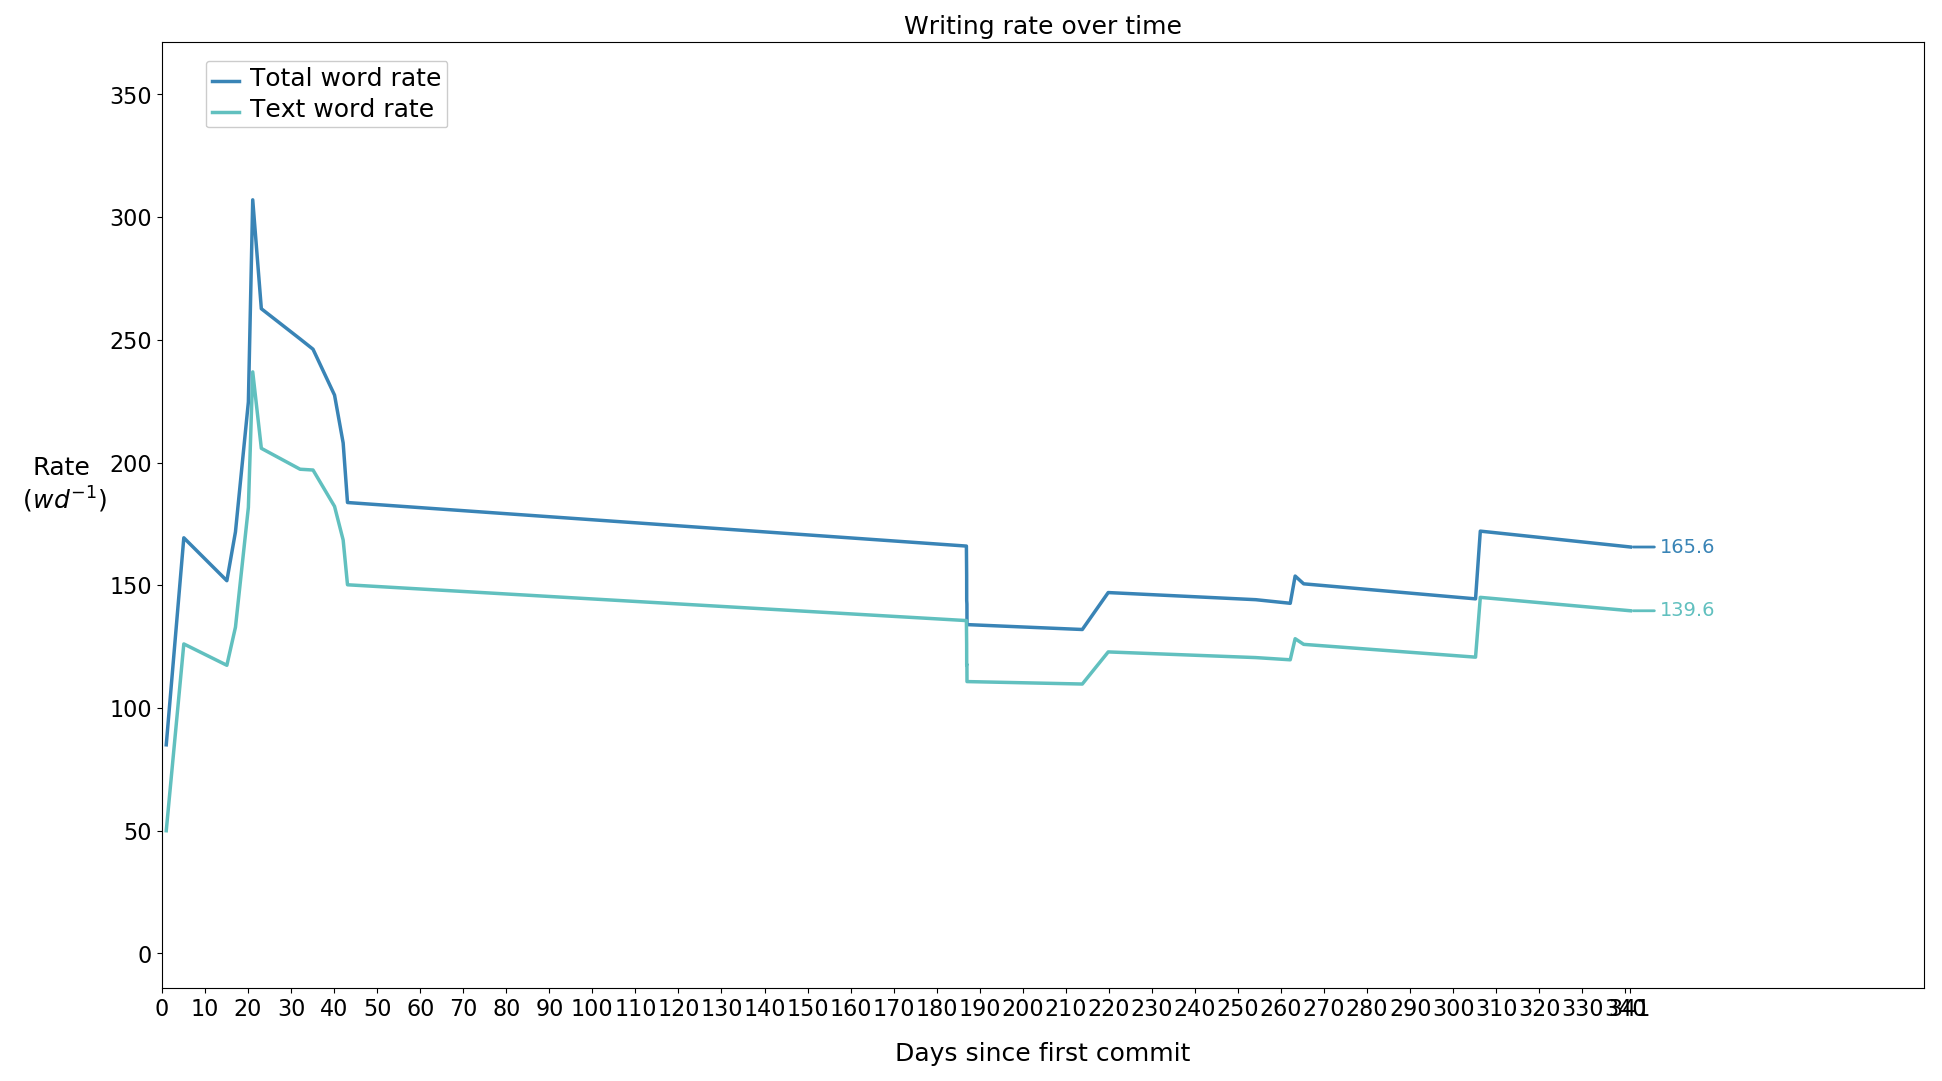 Writing rate over time
Total word rate
Text word rate
350
300
250
200
150
100
50
0
Rate
(wd⁻¹)
165.6
139.6
0 10 20 30 40 50 60 70 80 90 100 110 120 130 140 150 160 170 180 190 200 210 220 230 240 250 260 270 280 290 300 310 320 330 340 341
Days since first commit